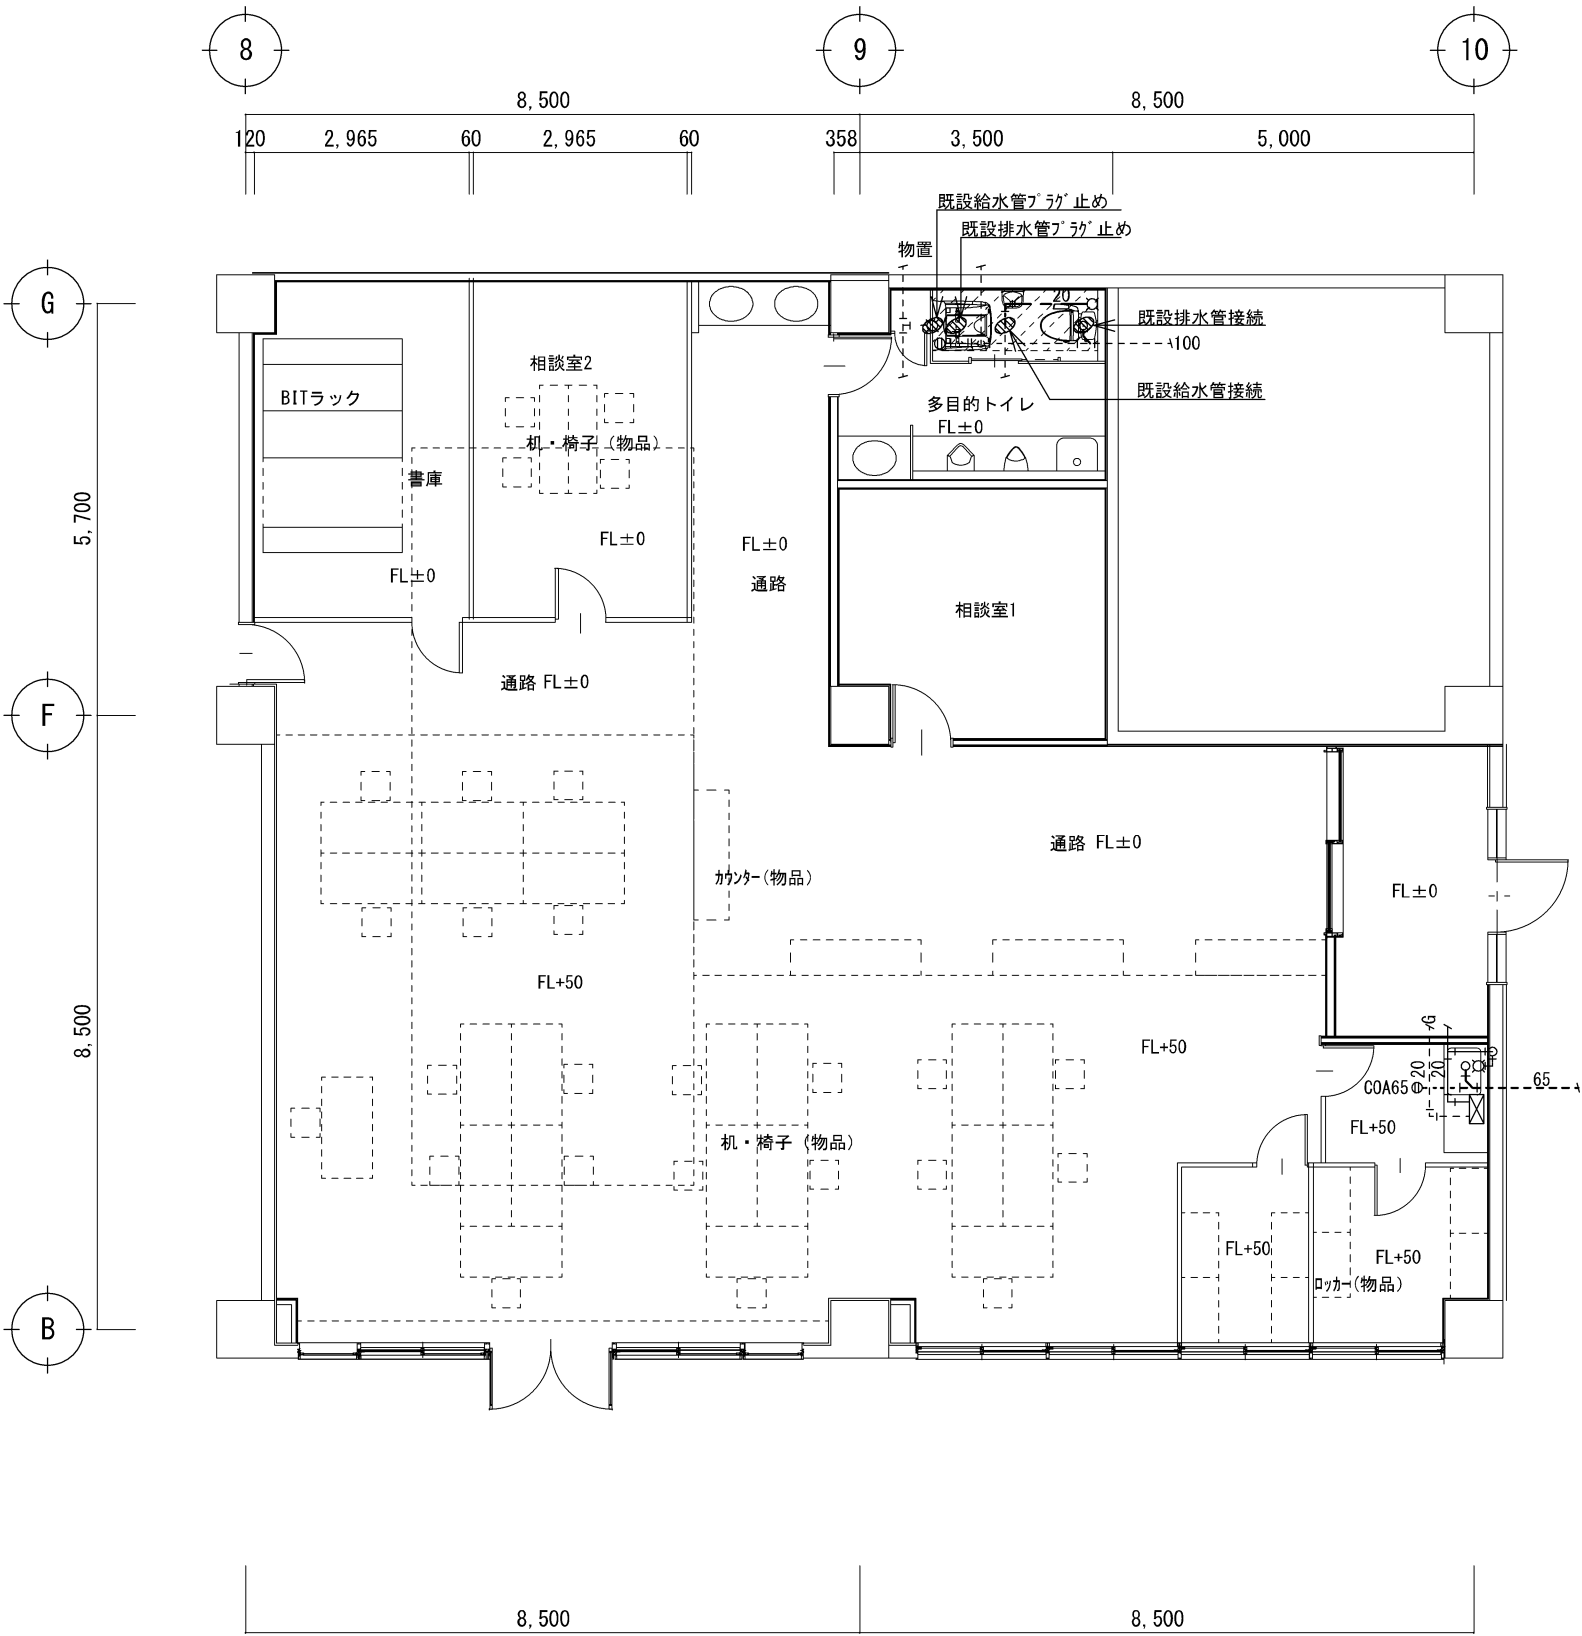 8
9
10
8,500
8,500
120
2,965
60
2,965
60
358
3,500
5,000
既設給水管ﾌﾟﾗｸﾞ止め
既設排水管ﾌﾟﾗｸﾞ止め
物置
G
20
既設排水管接続
100
相談室2
BITラック
既設給水管接続
多目的トイレ
FL±0
机・椅子（物品）
書庫
5,700
FL±0
FL±0
FL±0
通路
相談室1
通路 FL±0
F
通路 FL±0
ｶｳﾝﾀｰ(物品)
FL±0
FL+50
8,500
FL+50
G
20
20
COA65
65
FL+50
机・椅子（物品）
FL+50
FL+50
ﾛｯｶｰ(物品)
B
8,500
8,500